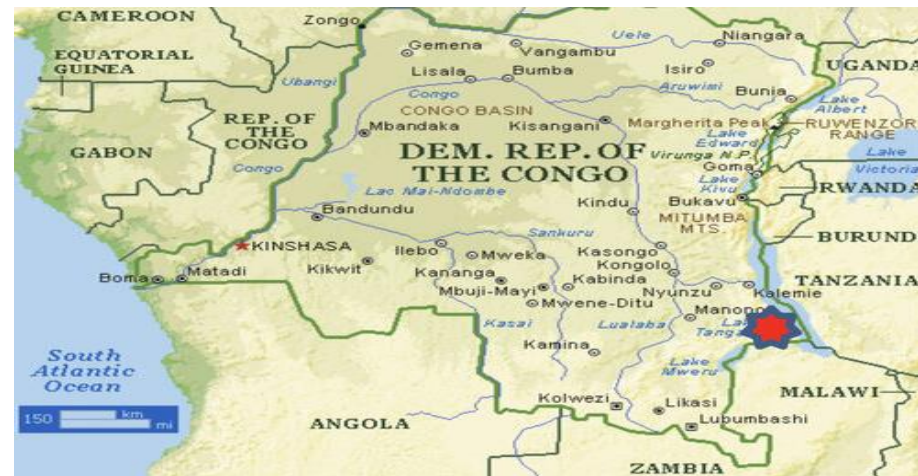 CAMEROON
Zongo
Gemena
Vangambu
Uele
Niangara
EQUATORIAL
GUINEA
Ubangi
Lisala
Bumba
Isiro
UGANDA
Aruwimi
Bunia
Lake
Albert
Congo
CONGO BASIN
REP. OF
THE
CONGO
Mbandaka
Kisangani
Margherita Peak
RUWENZOR
RANGE
Lake
Edward
GABON
DEM. REP. OF
THE CONGO
Virunga N.P.
Lake
Victoria
Congo
Goma
Lake
Kivu
RWANDA
Lac Mai-Ndombe
Bukavu
Bandundu
Kindu
MITUMBA
MTS.
Sankuru
BURUND
KINSHASA
Ilebo
Mweka
Kasongo
Boma
Matadi
Kikwit
Kananga
Kabinda
Kongolo
TANZANIA
Mbuji-Mayi
Nyunzu
Kalemie
Mwene-Ditu
Manono
Kasai
Lualaba
South
Atlantic
Ocean
Kamina
Lake
Mweru
MALAWI
150
km
mi
Kolwezi
Likasi
ANGOLA
Lubumbashi
ZAMBIA